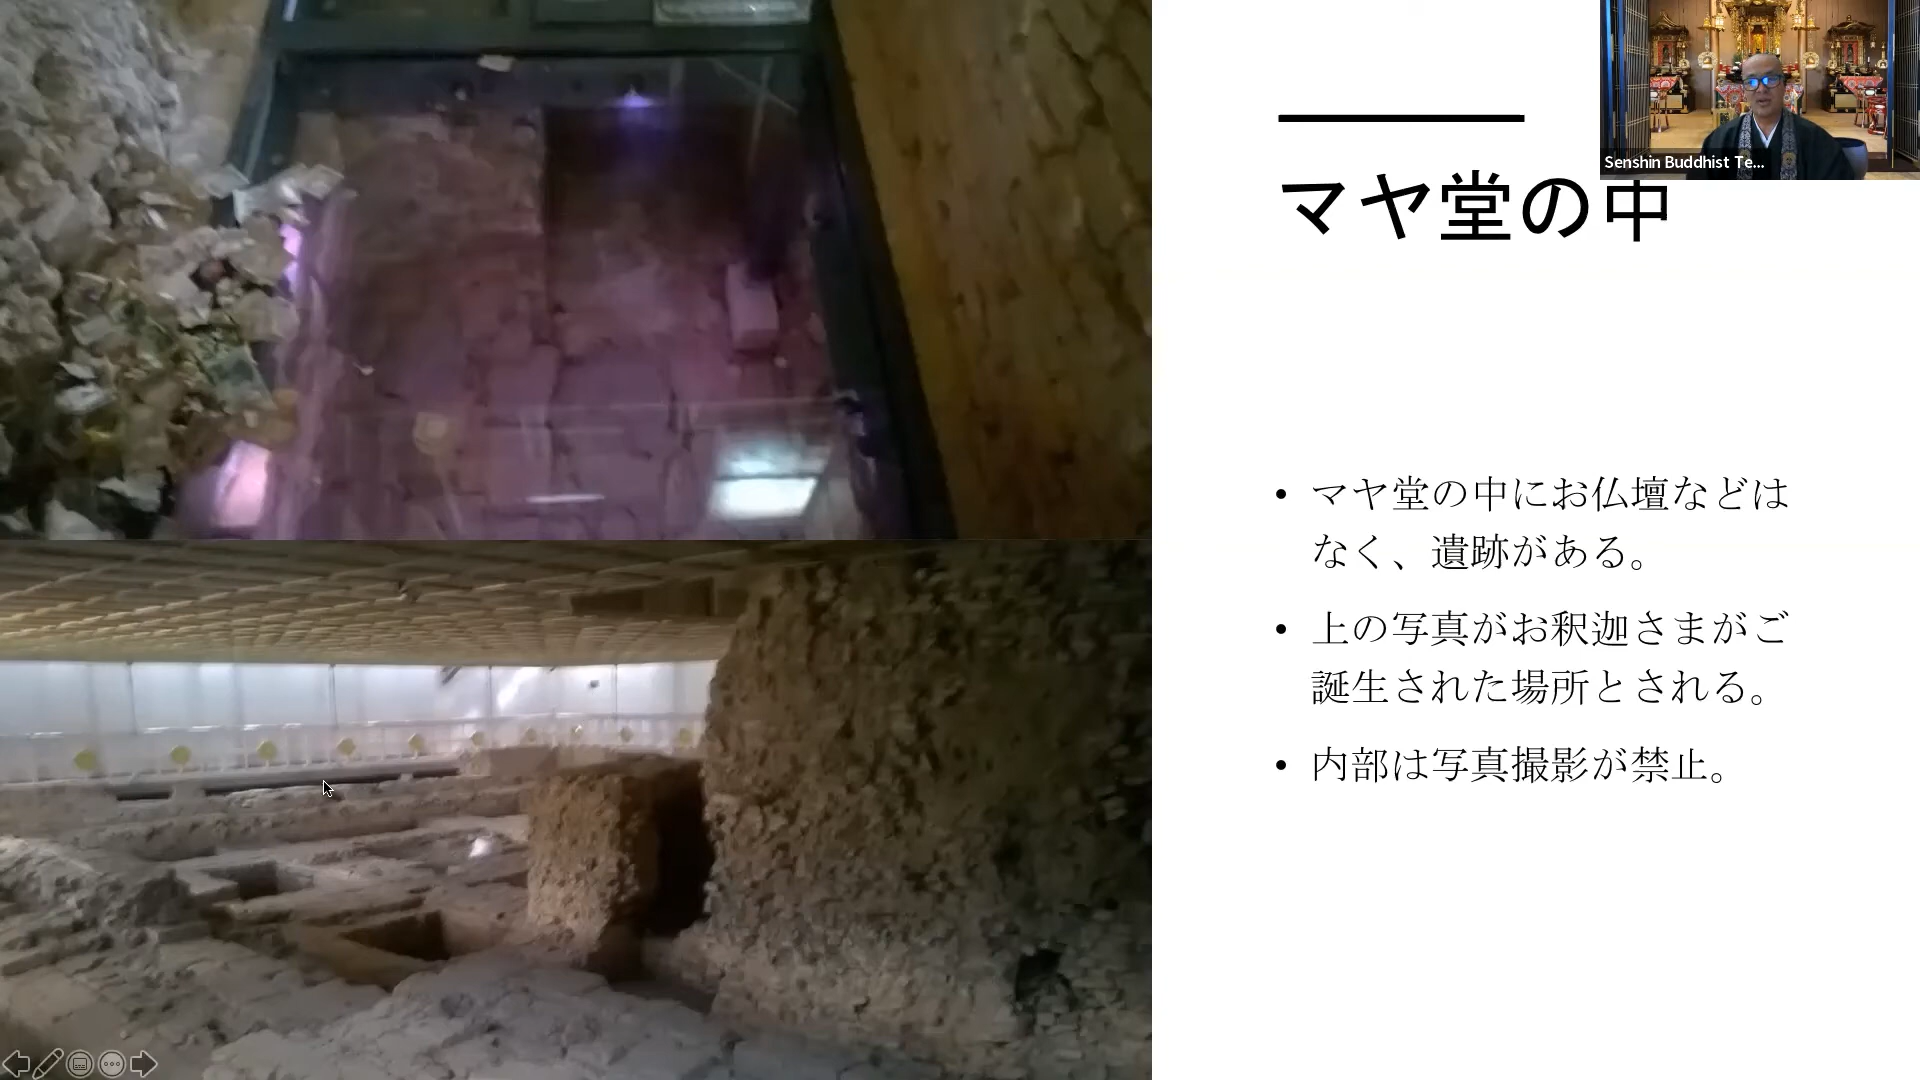 Senshin Buddhist Te...
マヤ堂の中
• マヤ堂の中にお仏壇などは
なく、遺跡がある。
• 上の写真がお釈迦さまがご
誕生された場所とされる。
• 内部は写真撮影が禁止。